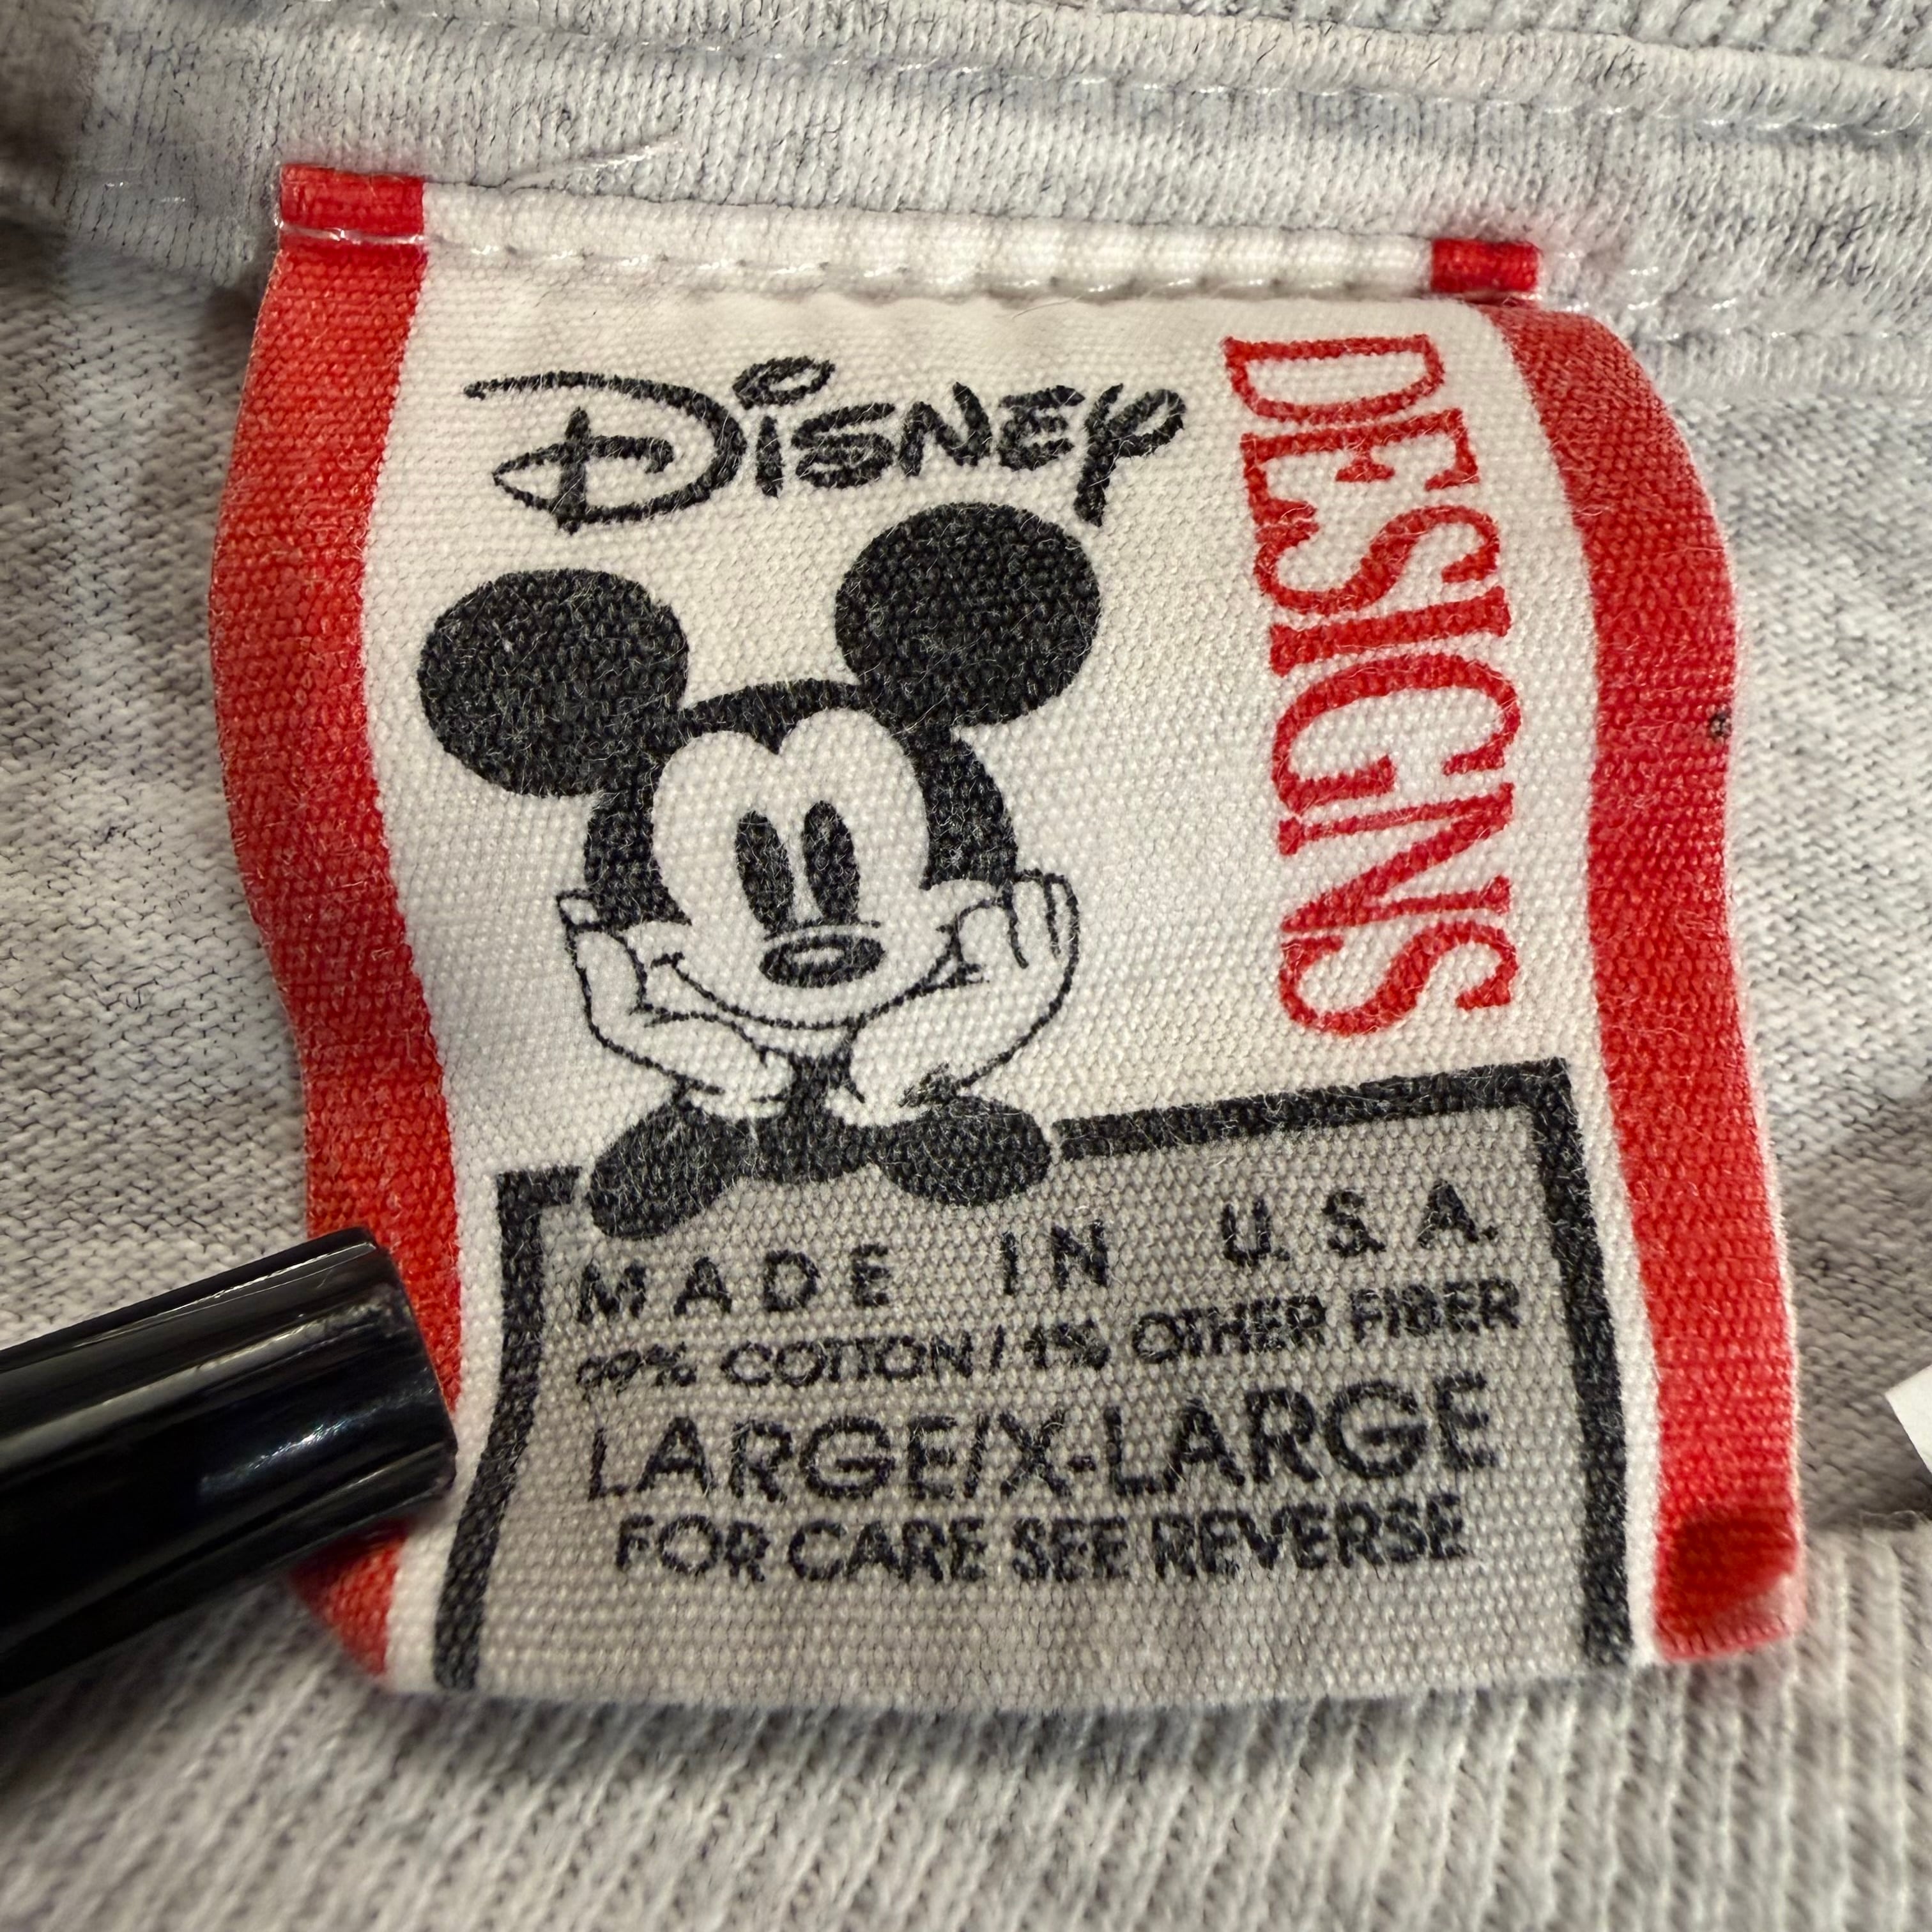 Disney
DESIGNS
MADE IN U.S.A.
99% COTTON/1% OTHER FIBER
LARGE/X-LARGE
FOR CARE SEE REVERSE